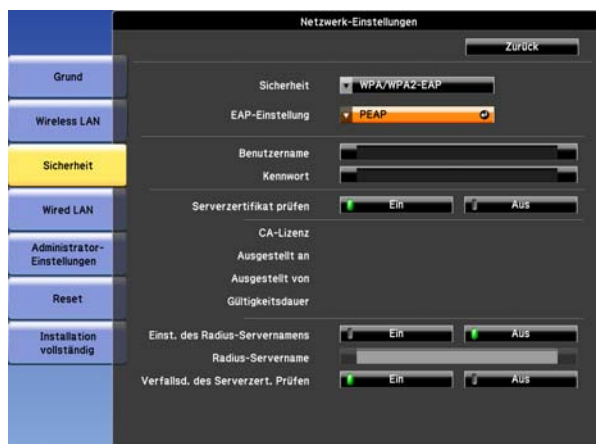 Netzwerk-Einstellungen
Zurück
Grund
Wireless LAN
Sicherheit
Wired LAN
Administrator-
Einstellungen
Reset
Installation
vollständig
Sicherheit WPA/WPA2-EAP
EAP-Einstellung PEAP
Benutzername
Kennwort
Serverzertifikat prüfen Ein Aus
CA-Lizenz
Ausgestellt an
Ausgestellt von
Gültigkeitsdauer
Einst. des Radius-Servernamens Ein Aus
Radius-Servername
Verfallsd. des Serverzert. Prüfen Ein Aus